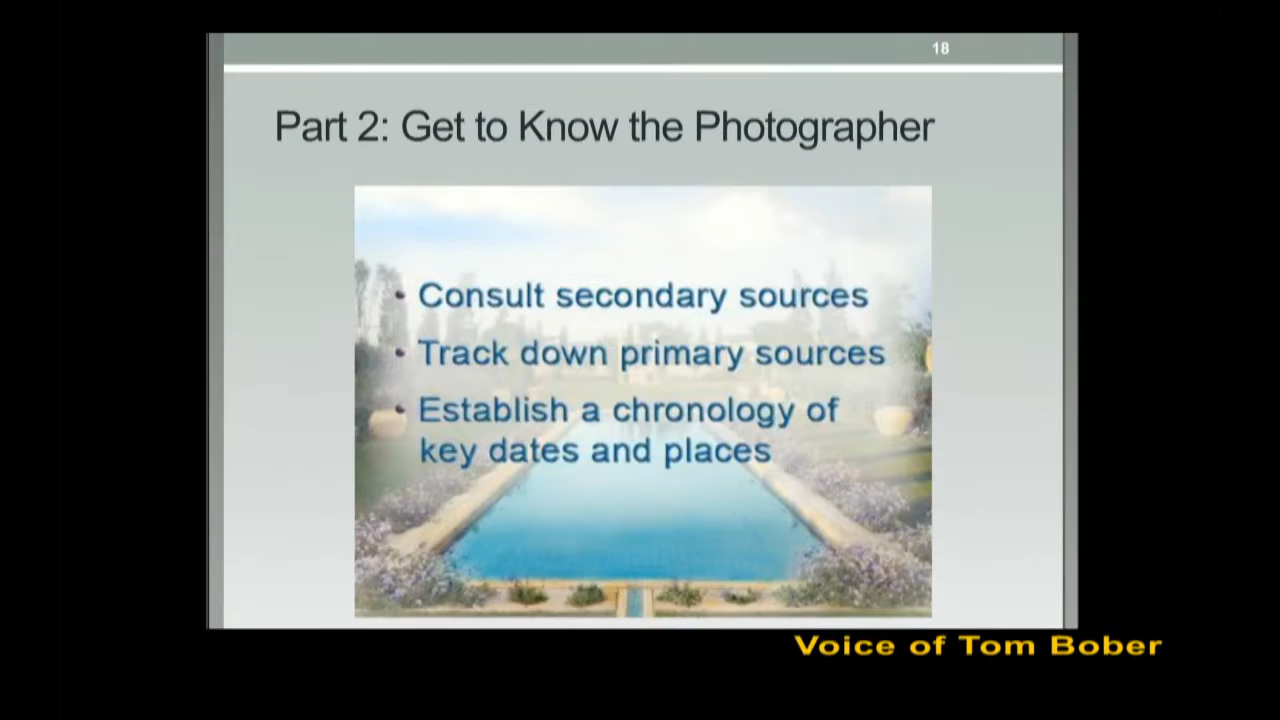 18
Part 2: Get to Know the Photographer
• Consult secondary sources
• Track down primary sources
• Establish a chronology of
key dates and places
Voice of Tom Bober